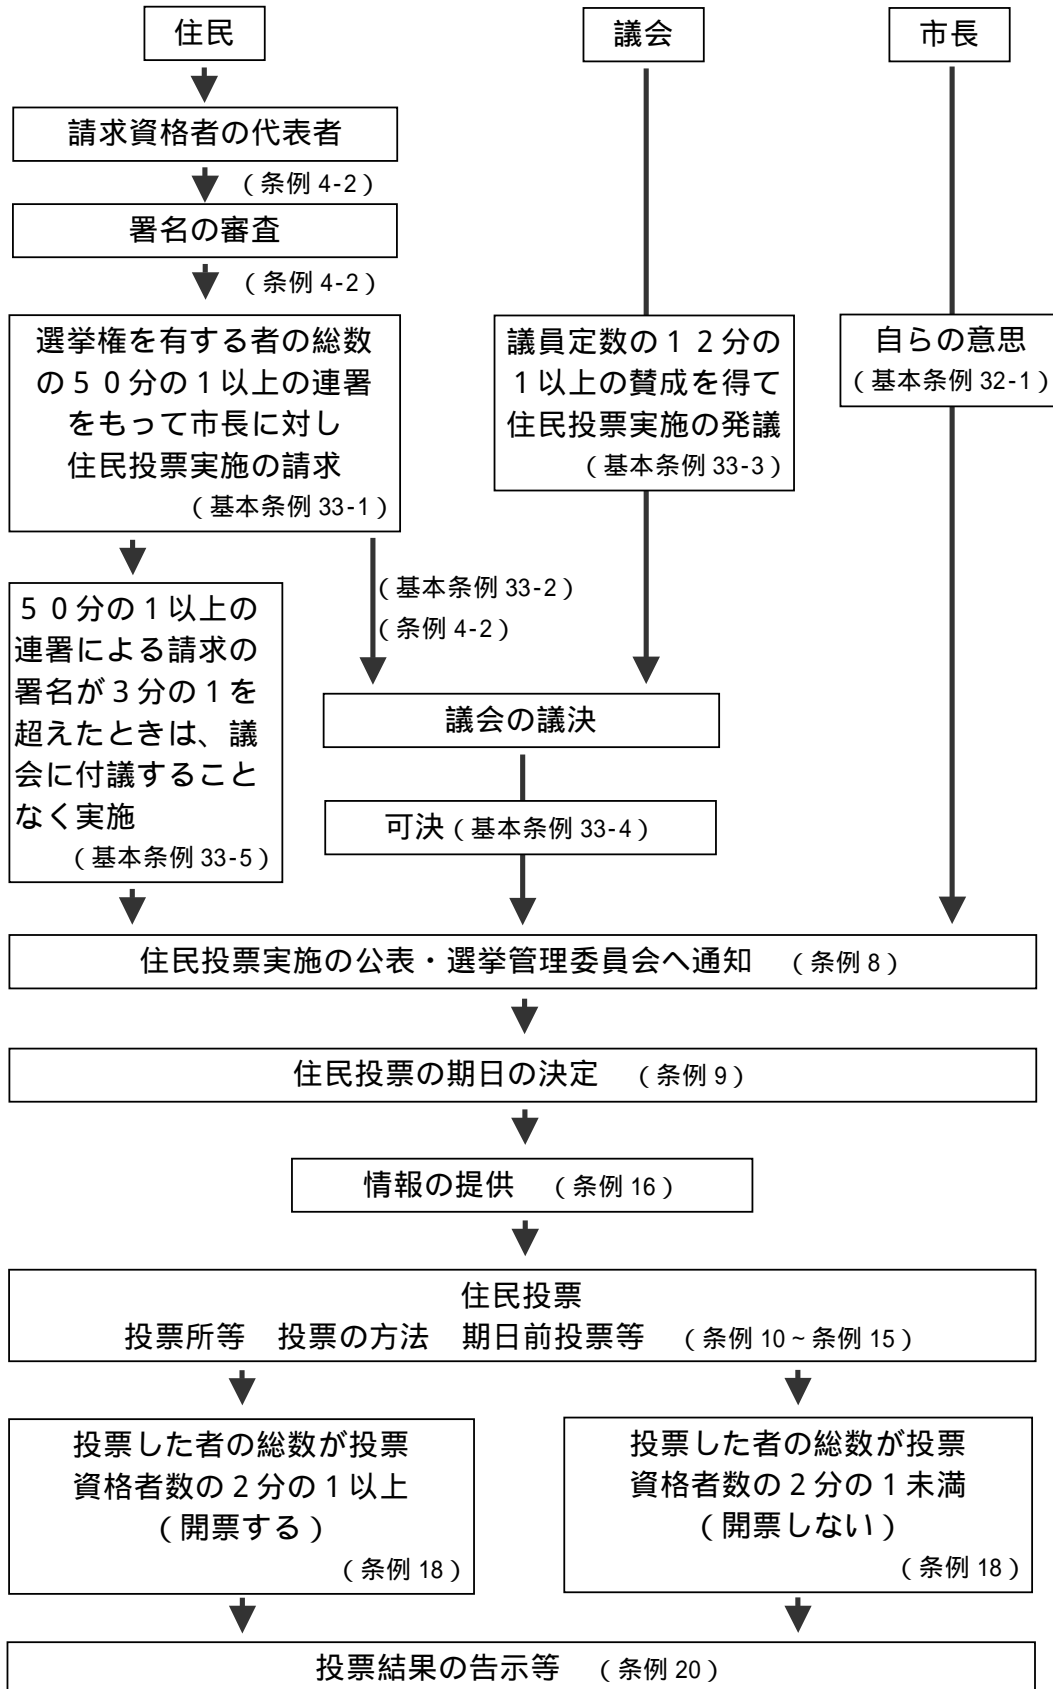 住民
議会
市長
請求資格者の代表者
（条例 4-2）
署名の審査
（条例 4-2）
選挙権を有する者の総数
の５０分の１以上の連署
をもって市長に対し
住民投票実施の請求
（基本条例 33-1）
議員定数の１２分の
１以上の賛成を得て
住民投票実施の発議
（基本条例 33-3）
自らの意思
（基本条例 32-1）
５０分の１以上の
連署による請求の
署名が３分の１を
超えたときは、議
会に付議すること
なく実施
（基本条例 33-5）
（基本条例 33-2）
（条例 4-2）
議会の議決
可決（基本条例 33-4）
住民投票実施の公表・選挙管理委員会へ通知　（条例 8）
住民投票の期日の決定　（条例 9）
情報の提供　（条例 16）
住民投票
投票所等　投票の方法　期日前投票等　（条例 10～条例 15）
投票した者の総数が投票
資格者数の２分の１以上
（開票する）
（条例 18）
投票した者の総数が投票
資格者数の２分の１未満
（開票しない）
（条例 18）
投票結果の告示等　（条例 20）